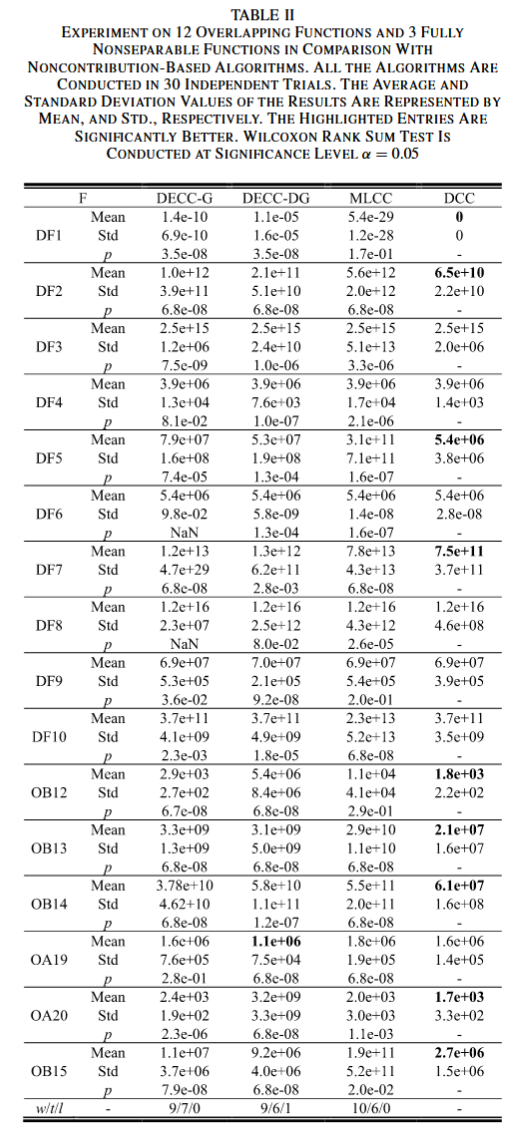 TABLE II
EXPERIMENT ON 12 OVERLAPPING FUNCTIONS AND 3 FULLY
NONSEPARABLE FUNCTIONS IN COMPARISON WITH
NONCONTRIBUTION-BASED ALGORITHMS. ALL THE ALGORITHMS ARE
CONDUCTED IN 30 INDEPENDENT TRIALS. THE AVERAGE AND
STANDARD DEVIATION VALUES OF THE RESULTS ARE REPRESENTED BY
MEAN, AND STD., RESPECTIVELY. THE HIGHLIGHTED ENTRIES ARE
SIGNIFICANTLY BETTER. WILCOXON RANK SUM TEST IS
CONDUCTED AT SIGNIFICANCE LEVEL α = 0.05
F DECC-G DECC-DG MLCC DCC
Mean 1.4e-10 1.1e-05 5.4e-29 0
DF1 Std 6.9e-10 1.6e-05 1.2e-28 0
p 3.5e-08 3.5e-08 1.7e-01 -
Mean 1.0e+12 2.1e+11 5.6e+12 6.5e+10
DF2 Std 3.9e+11 5.1e+10 2.0e+12 2.2e+10
p 6.8e-08 6.8e-08 6.8e-08 -
Mean 2.5e+15 2.5e+15 2.5e+15 2.5e+15
DF3 Std 1.2e+06 2.4e+10 5.1e+13 2.0e+06
p 7.5e-09 1.0e-06 3.3e-06 -
Mean 3.9e+06 3.9e+06 3.9e+06 3.9e+06
DF4 Std 1.3e+04 7.6e+03 1.7e+04 1.4e+03
p 8.1e-02 1.0e-07 2.1e-06 -
Mean 7.9e+07 5.3e+07 3.1e+11 5.4e+06
DF5 Std 1.6e+08 1.9e+08 7.1e+11 3.8e+06
p 7.4e-05 1.3e-04 1.6e-07 -
Mean 5.4e+06 5.4e+06 5.4e+06 5.4e+06
DF6 Std 9.8e-02 5.8e-09 1.4e-08 2.8e-08
p NaN 1.3e-04 1.6e-07 -
Mean 1.2e+13 1.3e+12 7.8e+13 7.5e+11
DF7 Std 4.7e+29 6.2e+11 4.3e+13 3.7e+11
p 6.8e-08 2.8e-03 6.8e-08 -
Mean 1.2e+16 1.2e+16 1.2e+16 1.2e+16
DF8 Std 2.3e+07 2.5e+12 4.3e+12 4.6e+08
p NaN 8.0e-02 2.6e-05 -
Mean 6.9e+07 7.0e+07 6.9e+07 6.9e+07
DF9 Std 5.3e+05 2.1e+05 5.4e+05 3.9e+05
p 3.6e-02 9.2e-08 2.0e-01 -
Mean 3.7e+11 3.7e+11 2.3e+13 3.7e+11
DF10 Std 4.1e+09 4.9e+09 5.2e+13 3.5e+09
p 2.3e-03 1.8e-05 6.8e-08 -
Mean 2.9e+03 5.4e+06 1.1e+04 1.8e+03
OB12 Std 2.7e+02 8.4e+06 4.1e+04 2.2e+02
p 6.7e-08 6.8e-08 2.9e-01 -
Mean 3.3e+09 3.1e+09 2.9e+10 2.1e+07
OB13 Std 1.3e+09 5.0e+09 1.1e+10 1.6e+07
p 6.8e-08 6.8e-08 6.8e-08 -
Mean 3.78e+10 5.8e+10 5.5e+11 6.1e+07
OB14 Std 4.62+10 1.1e+11 2.0e+11 1.6e+08
p 6.8e-08 1.2e-07 6.8e-08 -
Mean 1.6e+06 1.1e+06 1.8e+06 1.6e+06
OA19 Std 7.6e+05 7.5e+04 1.9e+05 1.4e+05
p 2.8e-01 6.8e-08 6.8e-08 -
Mean 2.4e+03 3.2e+09 2.0e+03 1.7e+03
OA20 Std 1.9e+02 3.3e+09 3.0e+03 3.3e+02
p 2.3e-06 6.8e-08 1.1e-03 -
Mean 1.1e+07 9.2e+06 1.9e+11 2.7e+06
OB15 Std 3.7e+06 4.0e+06 5.2e+11 1.5e+06
p 7.9e-08 6.8e-08 2.0e-02 -
w/t/l - 9/7/0 9/6/1 10/6/0 -